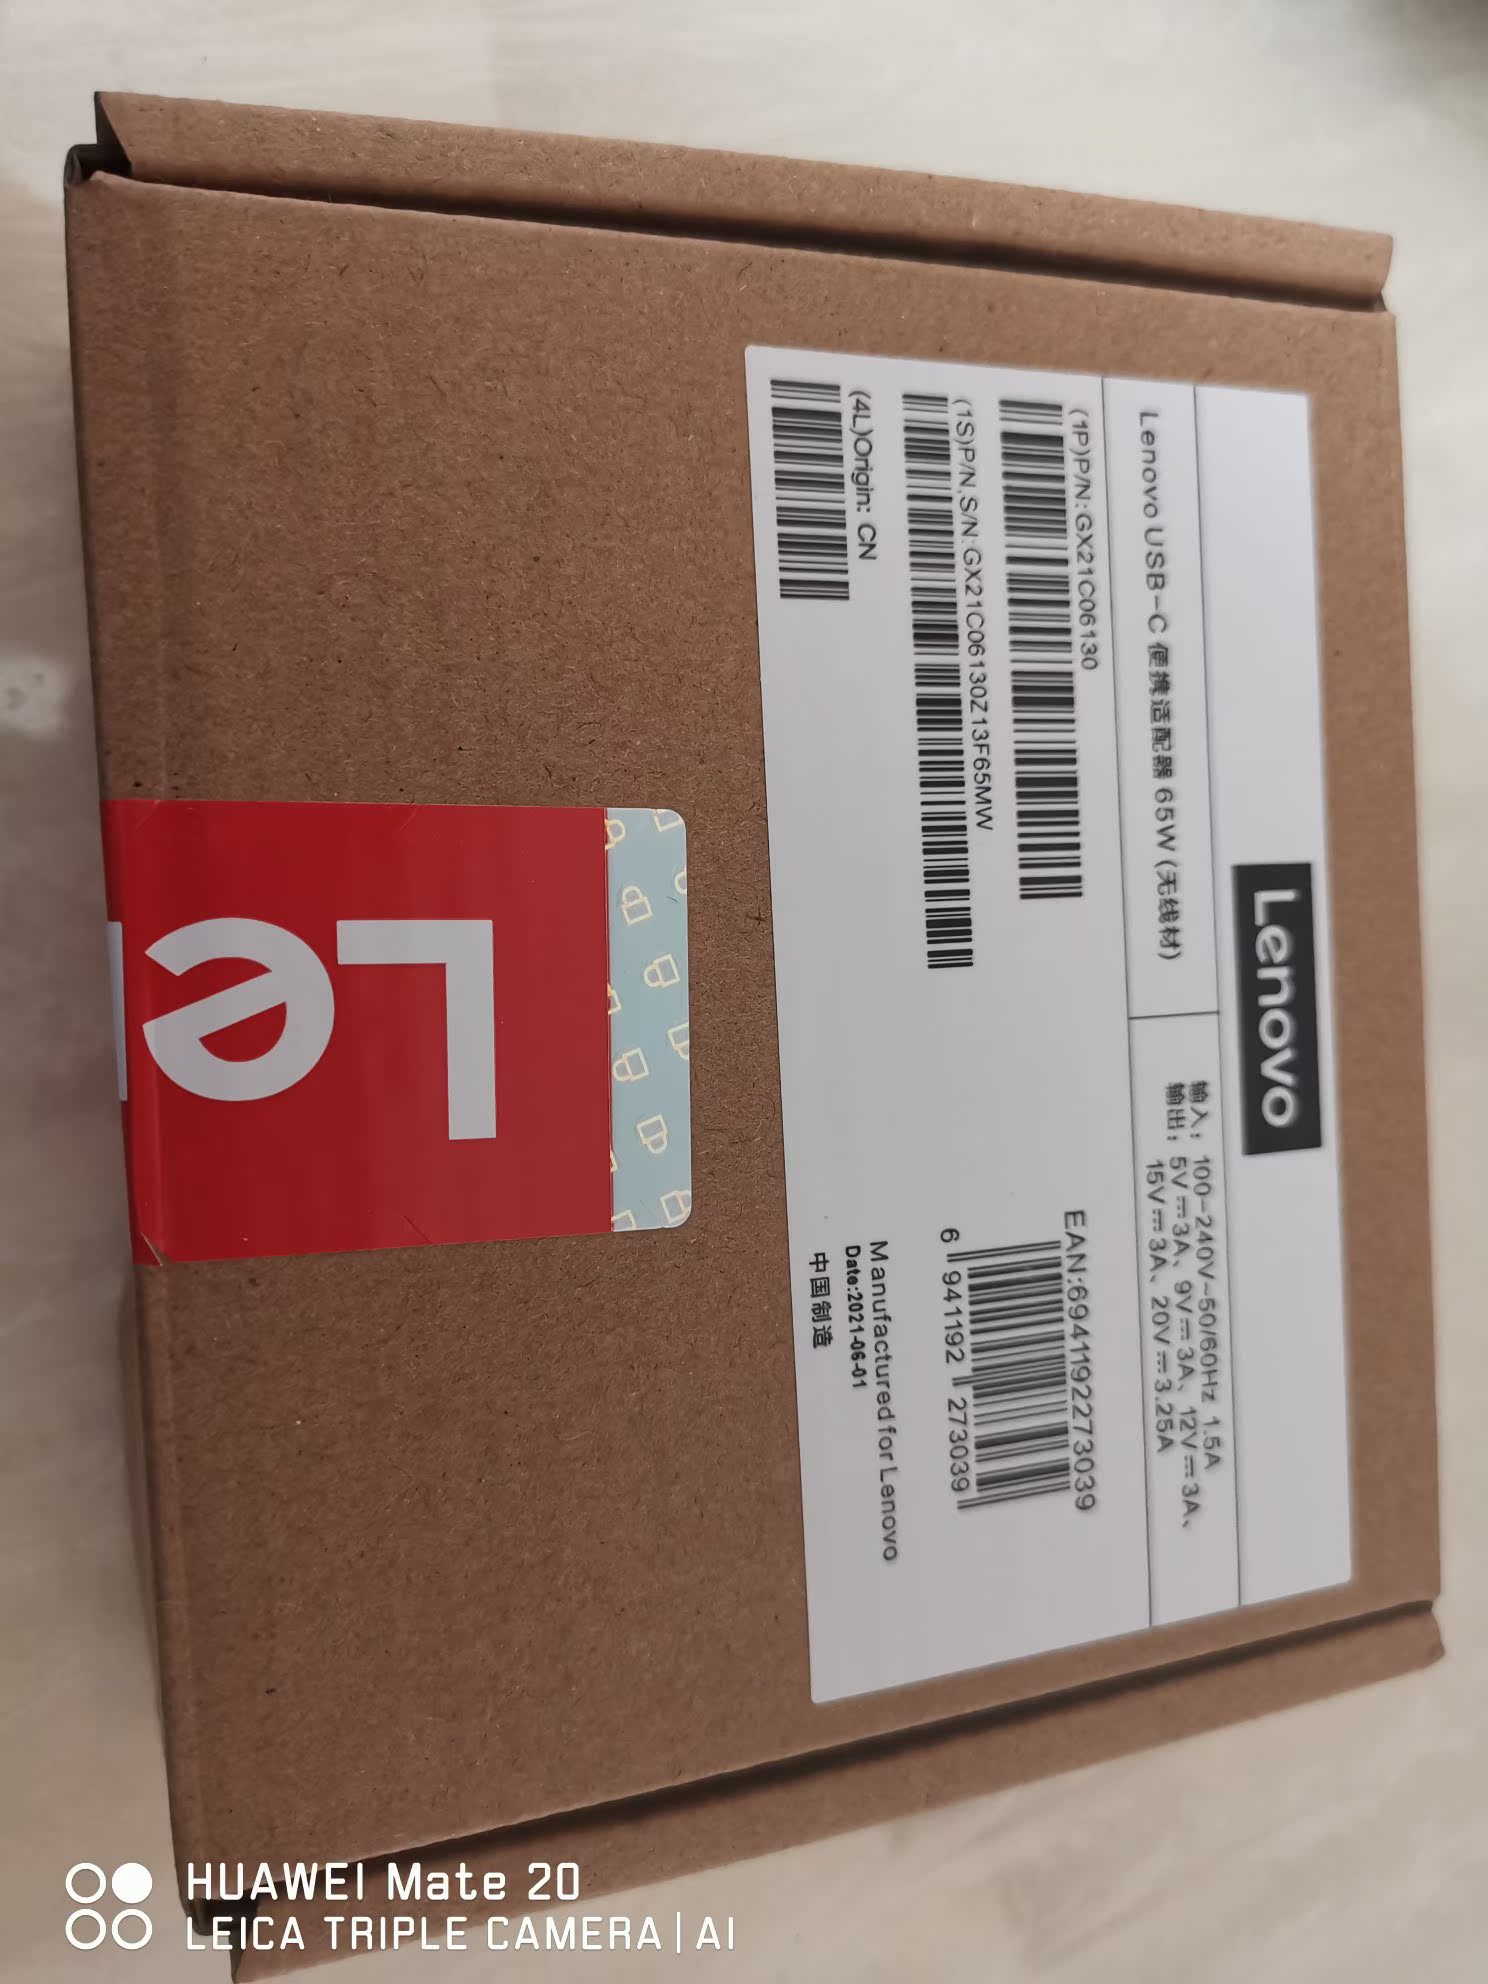 Lenovo
Lenovo USB-C 便携适配器 65W (无线材)
输入: 100-240V~50/60Hz 1.5A
输出: 5V⎓3A、9V⎓3A、12V⎓3A、
15V⎓3A、20V⎓3.25A
(1P)P/N:GX21C06130
(1S)P/N,S/N:GX21C06130Z13F65MW
(4L)Origin: CN
EAN:6941192273039
6 941192 273039
Manufactured for Lenovo
Date:2021-06-01
中国制造
Le
HUAWEI Mate 20
LEICA TRIPLE CAMERA | AI